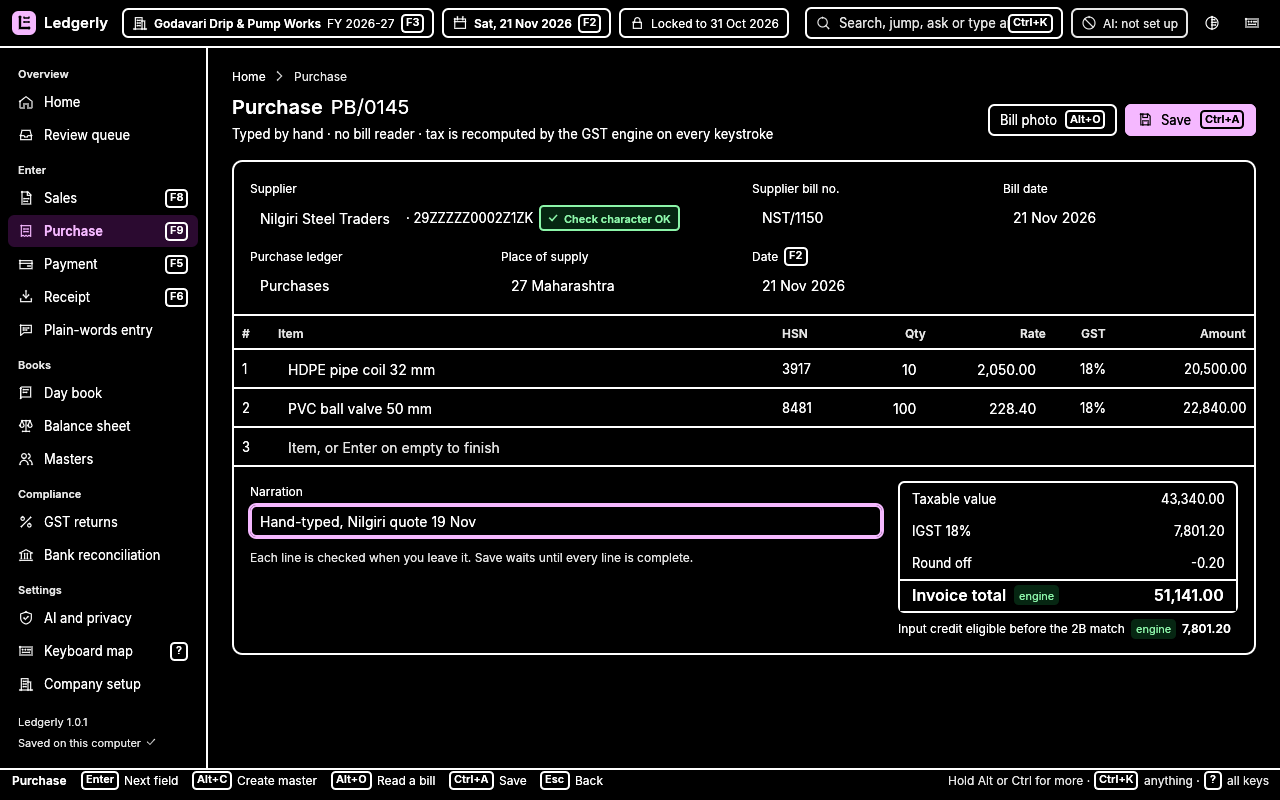 Ledgerly
Godavari Drip & Pump Works FY 2026-27 F3
Sat, 21 Nov 2026 F2
Locked to 31 Oct 2026
Search, jump, ask or type a Ctrl+K
AI: not set up
Overview
Home
Review queue
Enter
Sales F8
Purchase F9
Payment F5
Receipt F6
Plain-words entry
Books
Day book
Balance sheet
Masters
Compliance
GST returns
Bank reconciliation
Settings
AI and privacy
Keyboard map ?
Company setup
Ledgerly 1.0.1
Saved on this computer
Home > Purchase
Purchase PB/0145
Typed by hand · no bill reader · tax is recomputed by the GST engine on every keystroke
Bill photo Alt+O
Save Ctrl+A
Supplier Supplier bill no. Bill date
Nilgiri Steel Traders · 29ZZZZZ0002Z1ZK Check character OK NST/1150 21 Nov 2026
Purchase ledger Place of supply Date F2
Purchases 27 Maharashtra 21 Nov 2026
# Item HSN Qty Rate GST Amount
1 HDPE pipe coil 32 mm 3917 10 2,050.00 18% 20,500.00
2 PVC ball valve 50 mm 8481 100 228.40 18% 22,840.00
3 Item, or Enter on empty to finish
Narration
Hand-typed, Nilgiri quote 19 Nov
Each line is checked when you leave it. Save waits until every line is complete.
Taxable value 43,340.00
IGST 18% 7,801.20
Round off -0.20
Invoice total engine 51,141.00
Input credit eligible before the 2B match engine 7,801.20
Purchase Enter Next field Alt+C Create master Alt+O Read a bill Ctrl+A Save Esc Back
Hold Alt or Ctrl for more · Ctrl+K anything · ? all keys